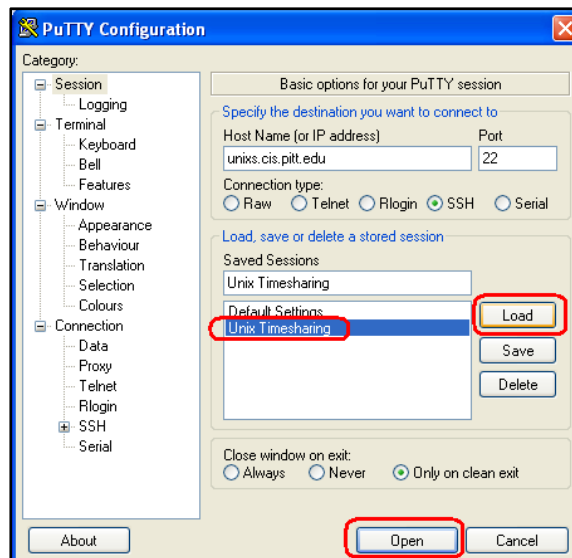 PuTTY Configuration
Category:
Session
Logging
Terminal
Keyboard
Bell
Features
Window
Appearance
Behaviour
Translation
Selection
Colours
Connection
Data
Proxy
Telnet
Rlogin
SSH
Serial
Basic options for your PuTTY session
Specify the destination you want to connect to
Host Name (or IP address) Port
unixs.cis.pitt.edu 22
Connection type:
Raw Telnet Rlogin SSH Serial
Load, save or delete a stored session
Saved Sessions
Unix Timesharing
Default Settings
Unix Timesharing
Load
Save
Delete
Close window on exit:
Always Never Only on clean exit
About Open Cancel